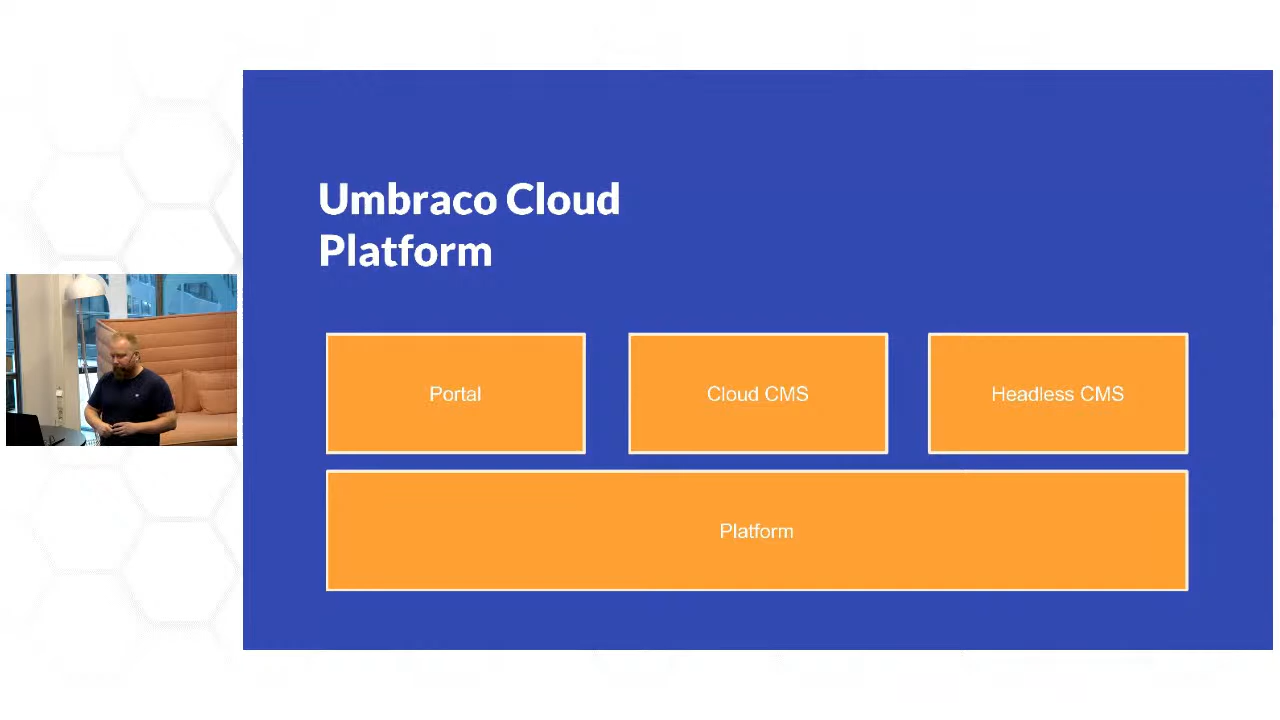 Umbraco Cloud
Platform
Portal
Cloud CMS
Headless CMS
Platform